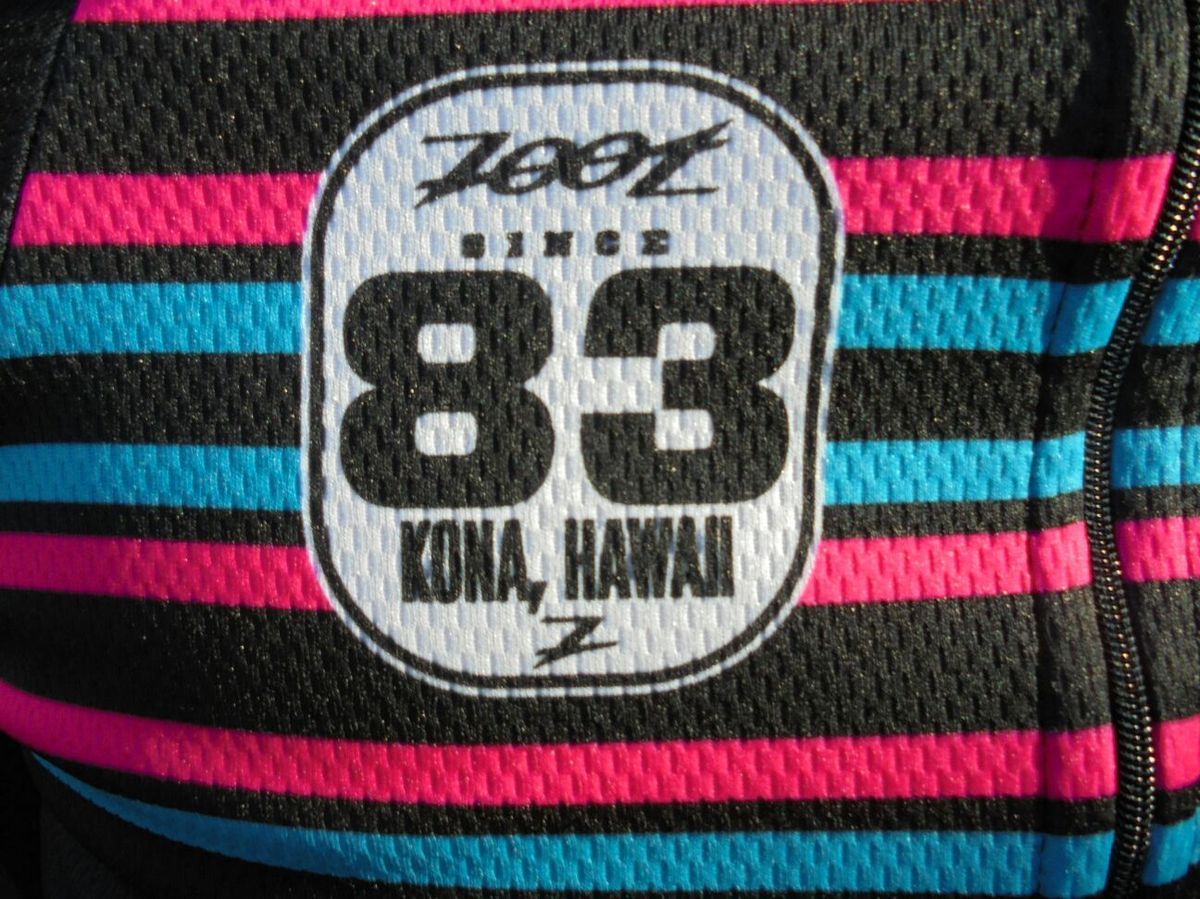 ZOOT
SINCE
83
KONA, HAWAII
Z